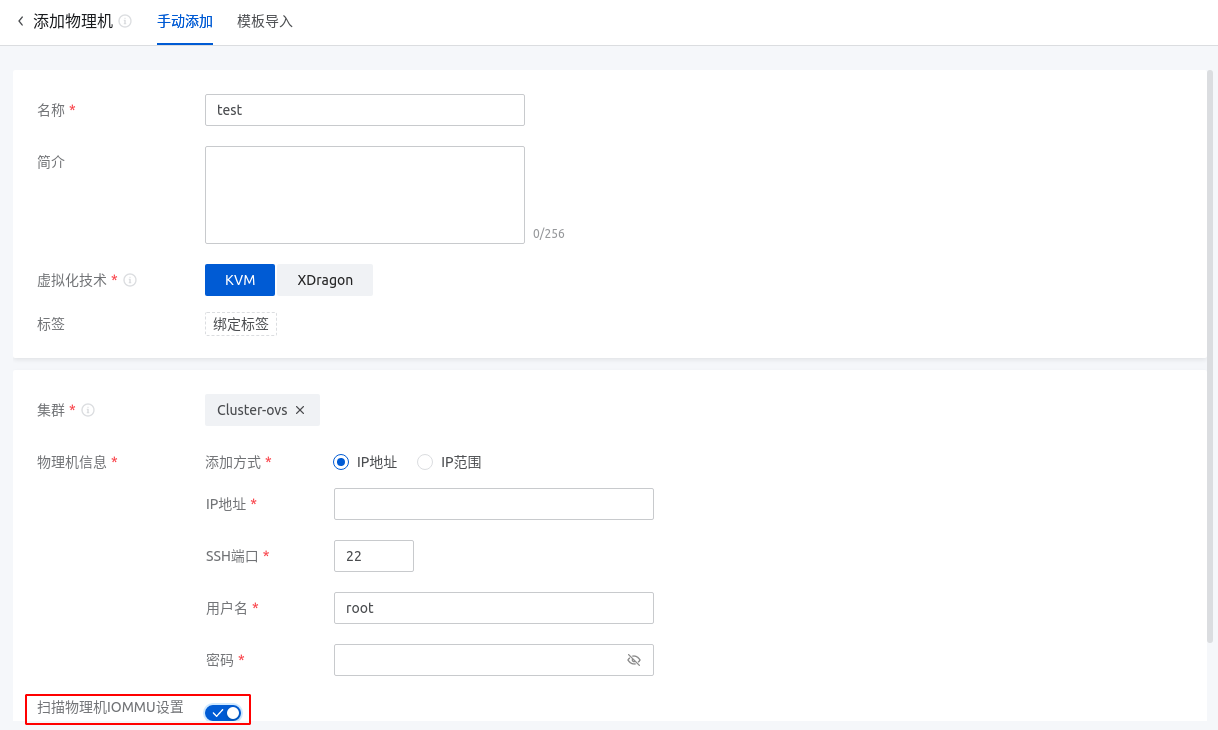 添加物理机 手动添加 模板导入
名称 * test
简介
0/256
虚拟化技术 * KVM XDragon
标签 绑定标签
集群 * Cluster-ovs
物理机信息 * 添加方式 * IP地址 IP范围
IP地址 *
SSH端口 * 22
用户名 * root
密码 *
扫描物理机IOMMU设置